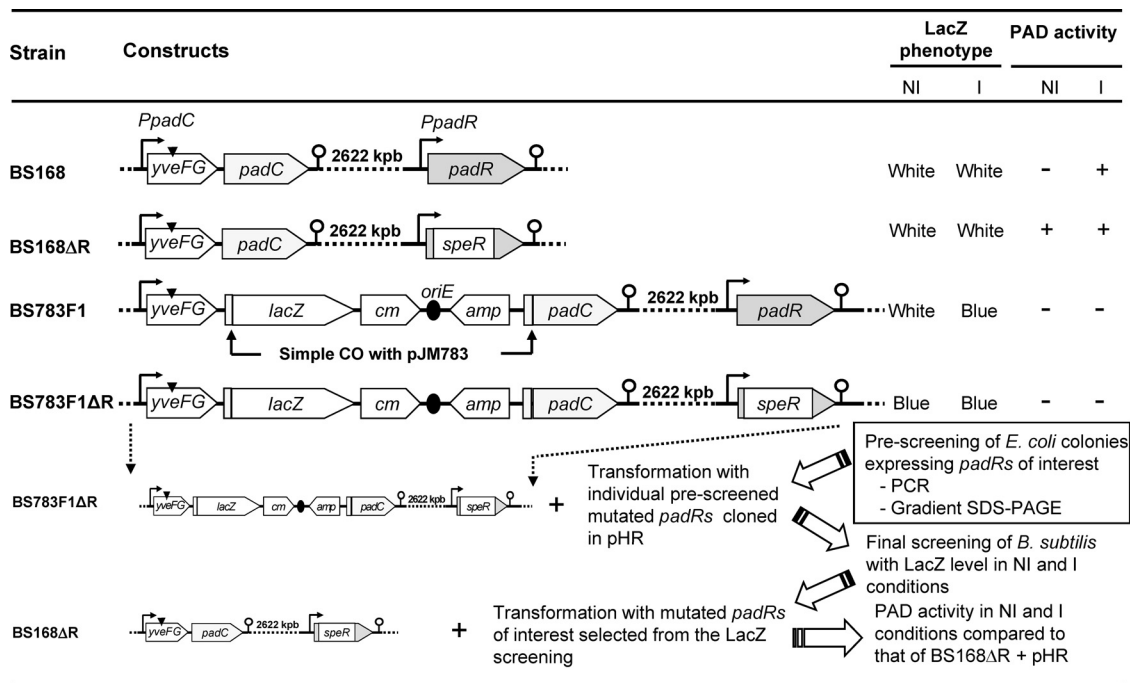 Strain Constructs LacZ phenotype PAD activity
NI I NI I
PpadC PpadR
BS168 yveFG padC 2622 kpb padR White White - +
BS168ΔR yveFG padC 2622 kpb speR White White + +
BS783F1 yveFG lacZ cm oriE amp padC 2622 kpb padR White Blue - -
Simple CO with pJM783
BS783F1ΔR yveFG lacZ cm amp padC 2622 kpb speR Blue Blue - -
Pre-screening of E. coli colonies
expressing padRs of interest
- PCR
- Gradient SDS-PAGE
BS783F1ΔR yveFG lacZ cm amp padC 2622 kpb speR +
Transformation with
individual pre-screened
mutated padRs cloned
in pHR
Final screening of B. subtilis
with LacZ level in NI and I
conditions
BS168ΔR yveFG padC 2622 kpb speR +
Transformation with mutated padRs
of interest selected from the LacZ
screening
PAD activity in NI and I
conditions compared to
that of BS168ΔR + pHR